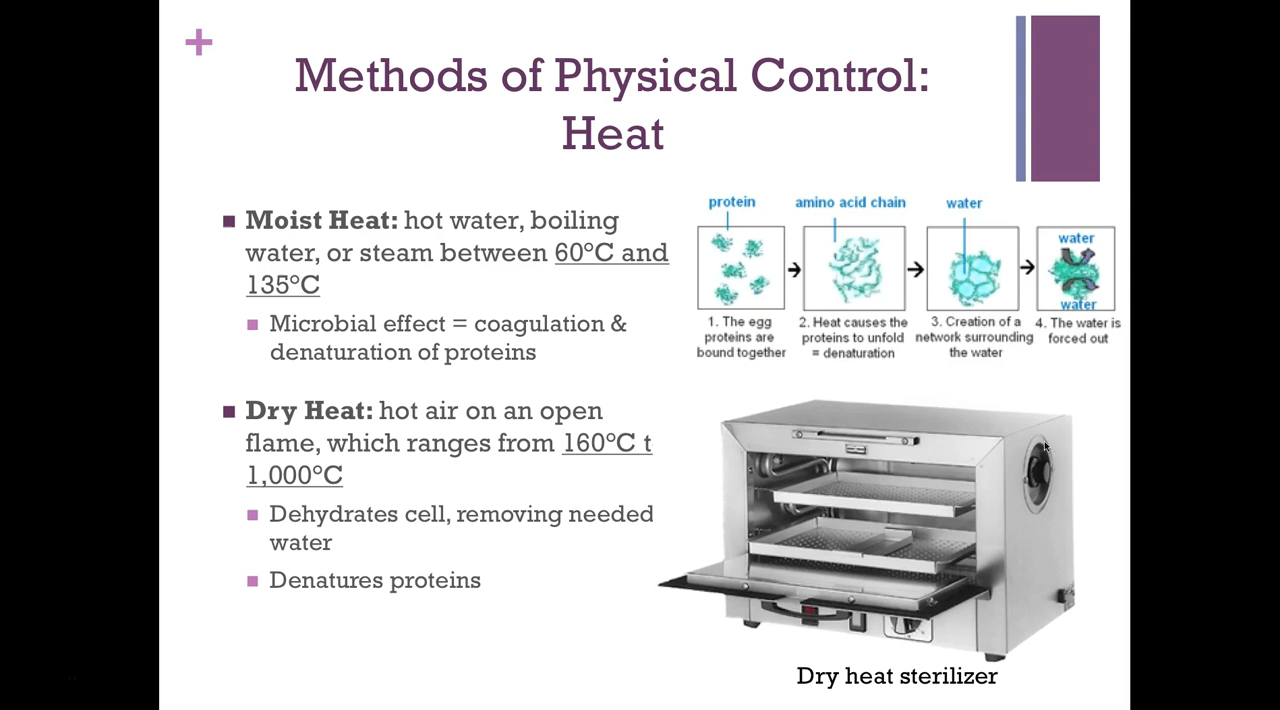 +
Methods of Physical Control:
Heat
Moist Heat: hot water, boiling
water, or steam between 60°C and
135°C
Microbial effect = coagulation &
denaturation of proteins
Dry Heat: hot air on an open
flame, which ranges from 160°C t
1,000°C
Dehydrates cell, removing needed
water
Denatures proteins
protein
amino acid chain
water
water
water
1. The egg
proteins are
bound together
2. Heat causes the
proteins to unfold
= denaturation
3. Creation of a
network surrounding
the water
4. The water is
forced out
Dry heat sterilizer